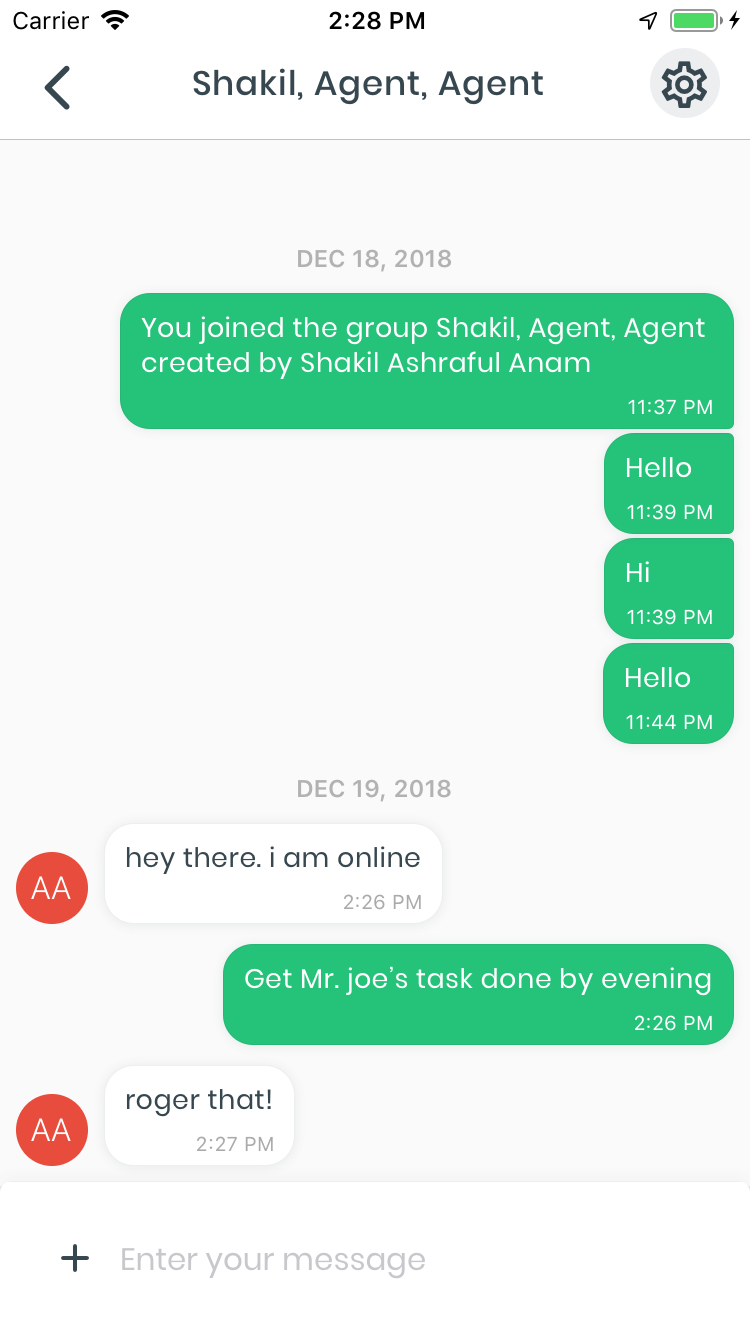 Carrier 2:28 PM
Shakil, Agent, Agent
DEC 18, 2018
You joined the group Shakil, Agent, Agent
created by Shakil Ashraful Anam
11:37 PM
Hello
11:39 PM
Hi
11:39 PM
Hello
11:44 PM
DEC 19, 2018
hey there. i am online
AA
2:26 PM
Get Mr. joe’s task done by evening
2:26 PM
roger that!
AA
2:27 PM
Enter your message